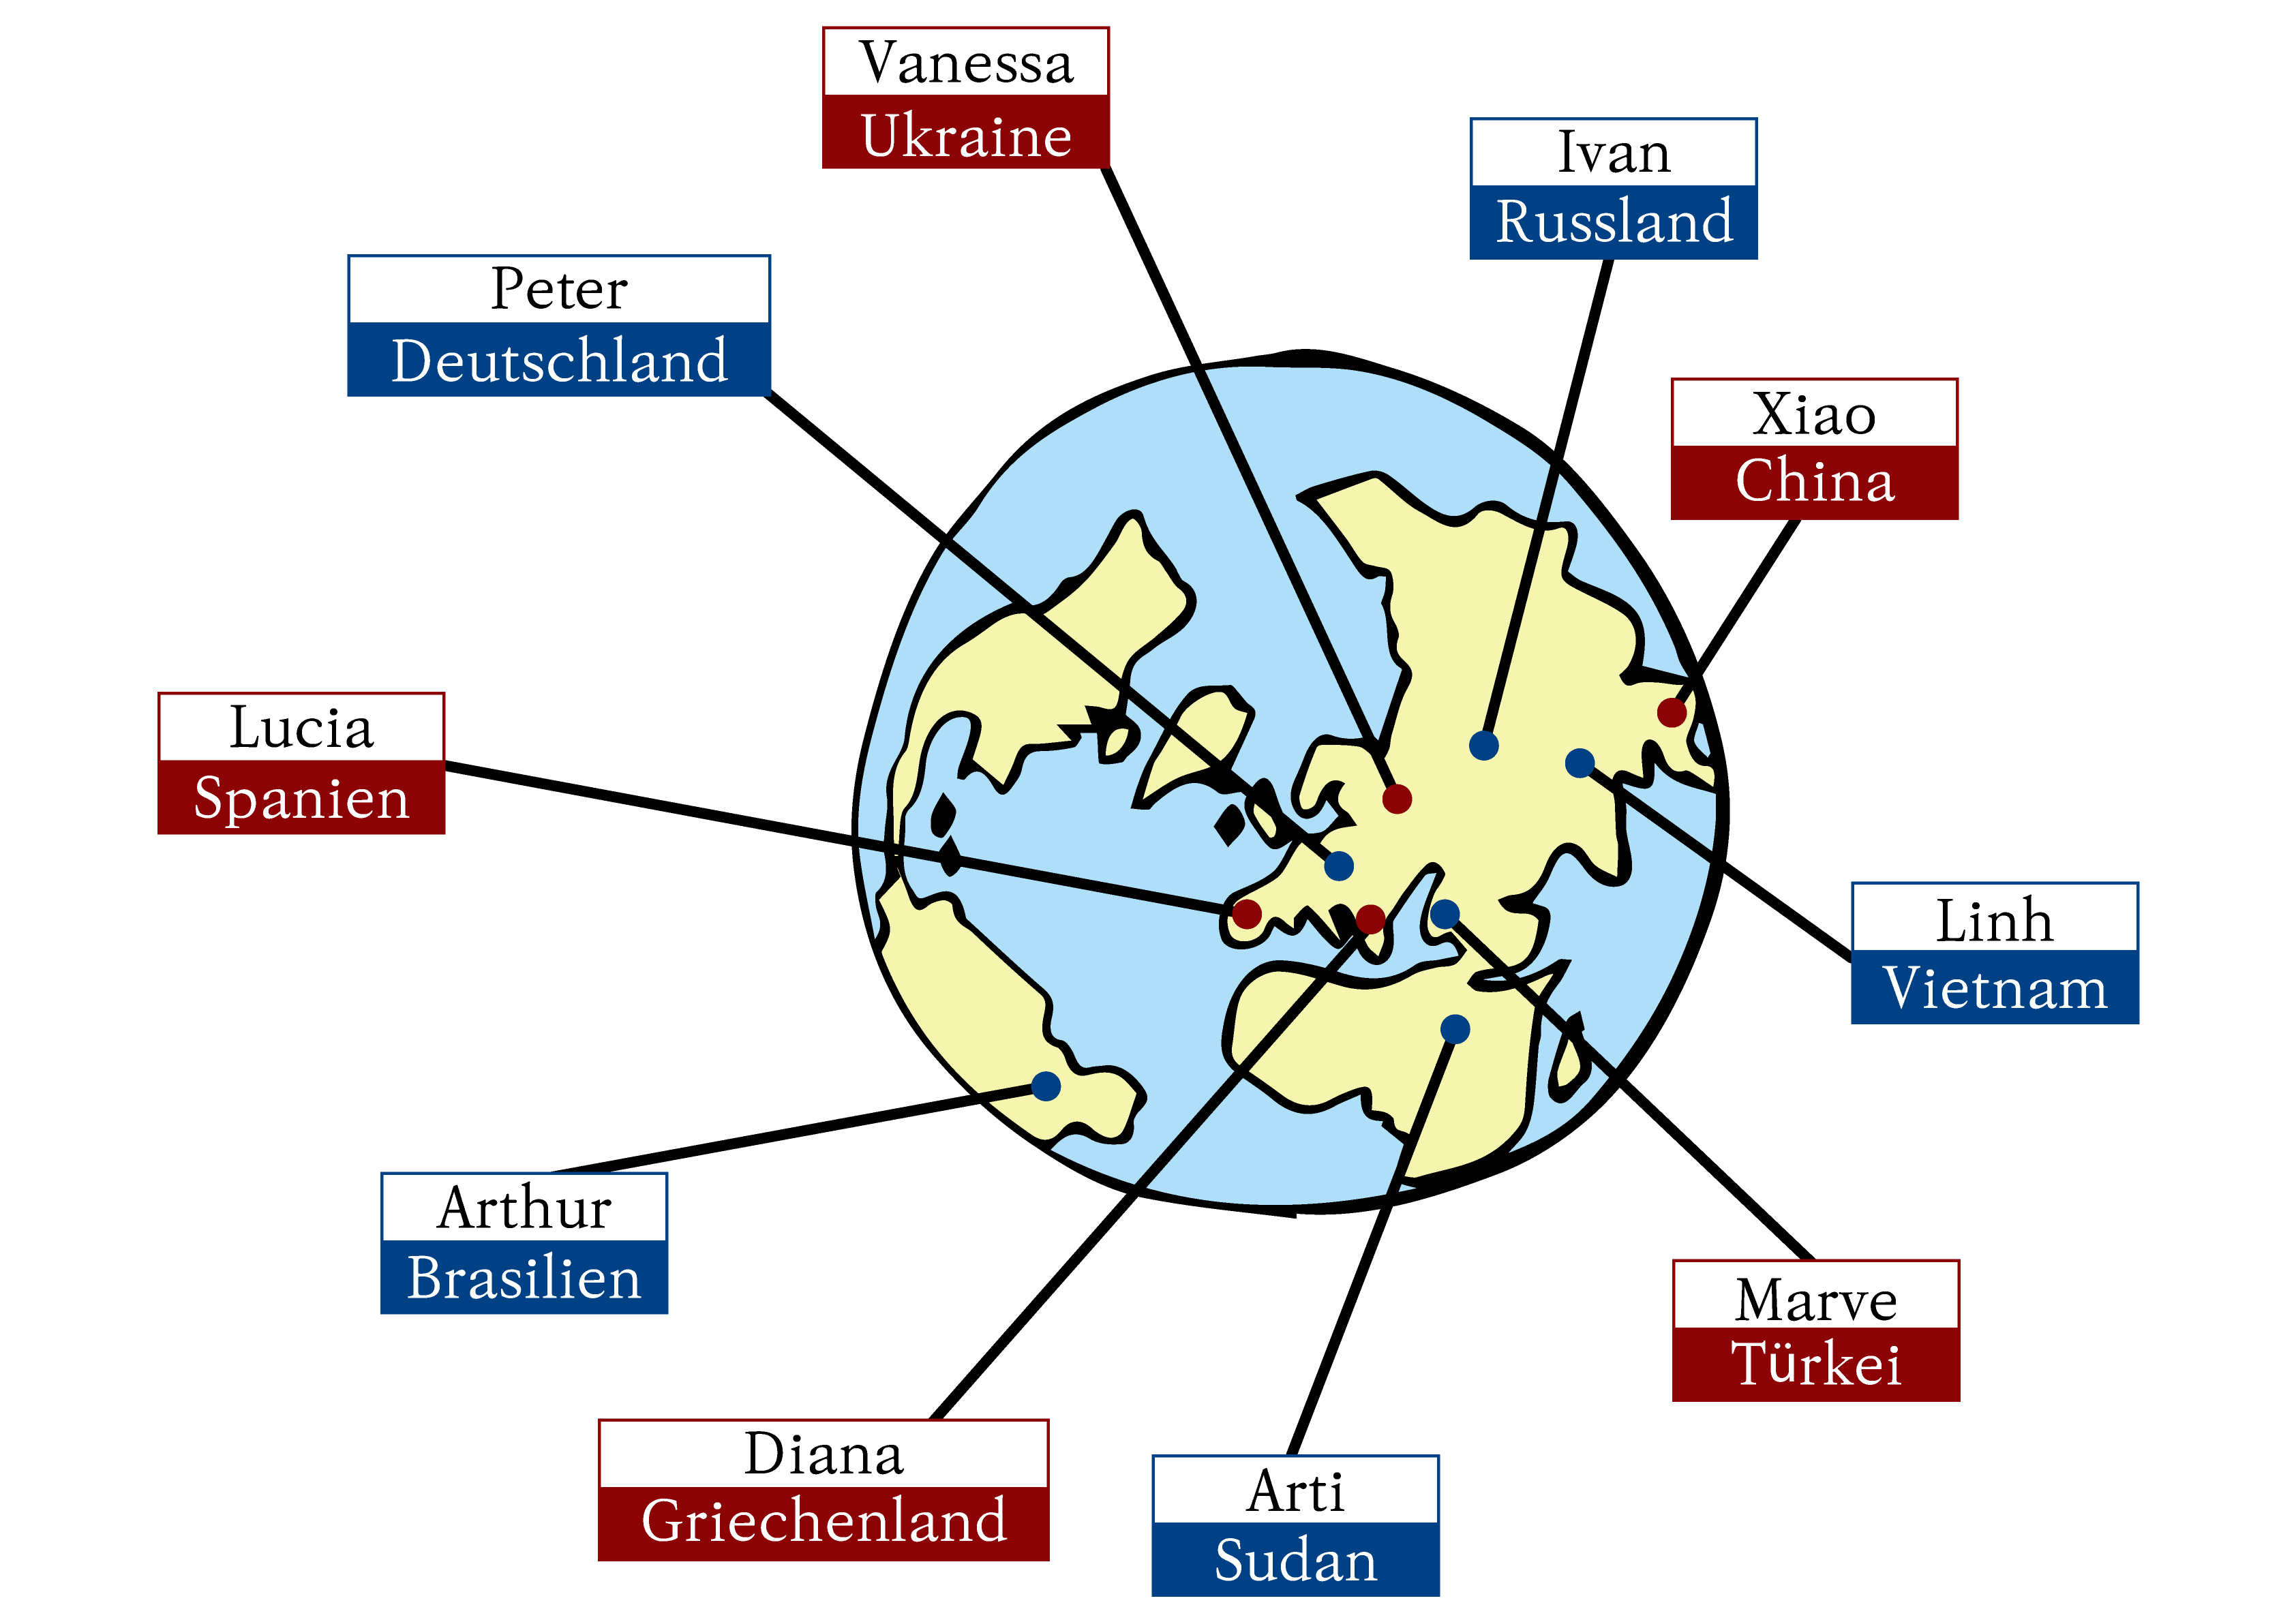 Vanessa
Ukraine
Ivan
Russland
Peter
Deutschland
Xiao
China
Lucia
Spanien
Linh
Vietnam
Arthur
Brasilien
Marve
Türkei
Diana
Griechenland
Arti
Sudan